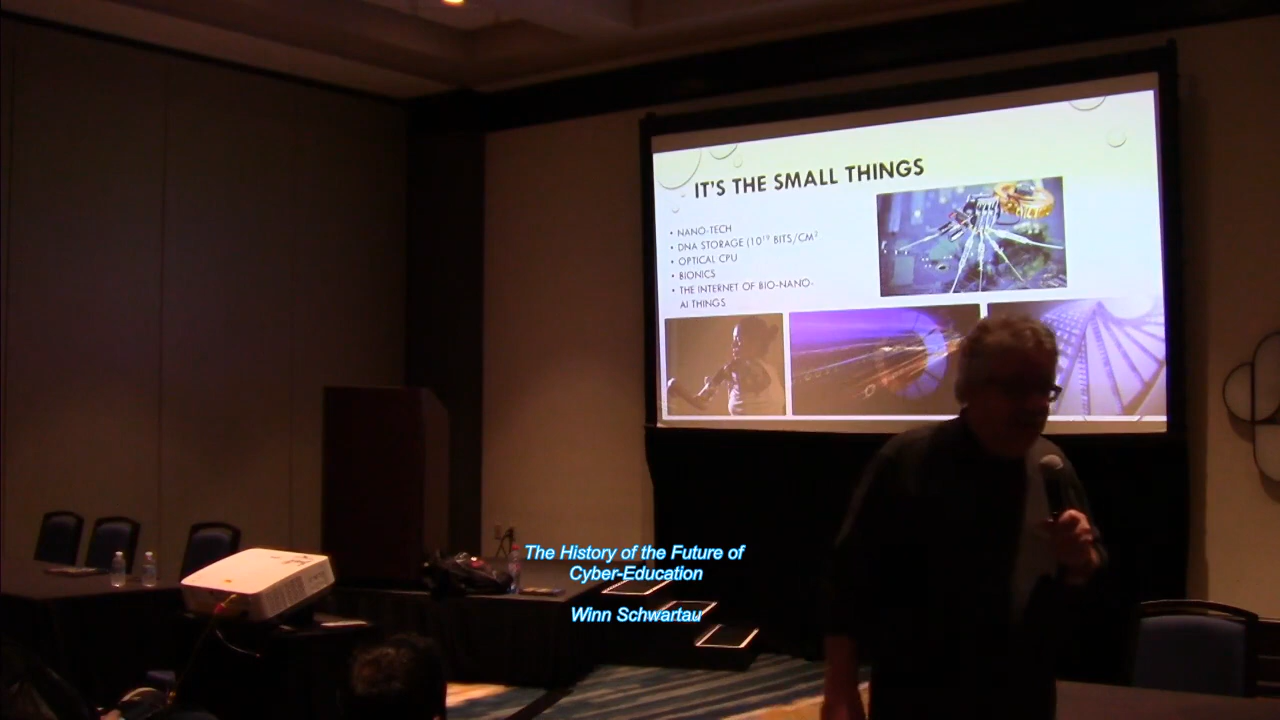 IT'S THE SMALL THINGS
• NANO-TECH
• DNA STORAGE (10¹⁹ BITS/CM²
• OPTICAL CPU
• BIONICS
• THE INTERNET OF BIO-NANO-
AI THINGS
The History of the Future of
Cyber-Education
Winn Schwartau